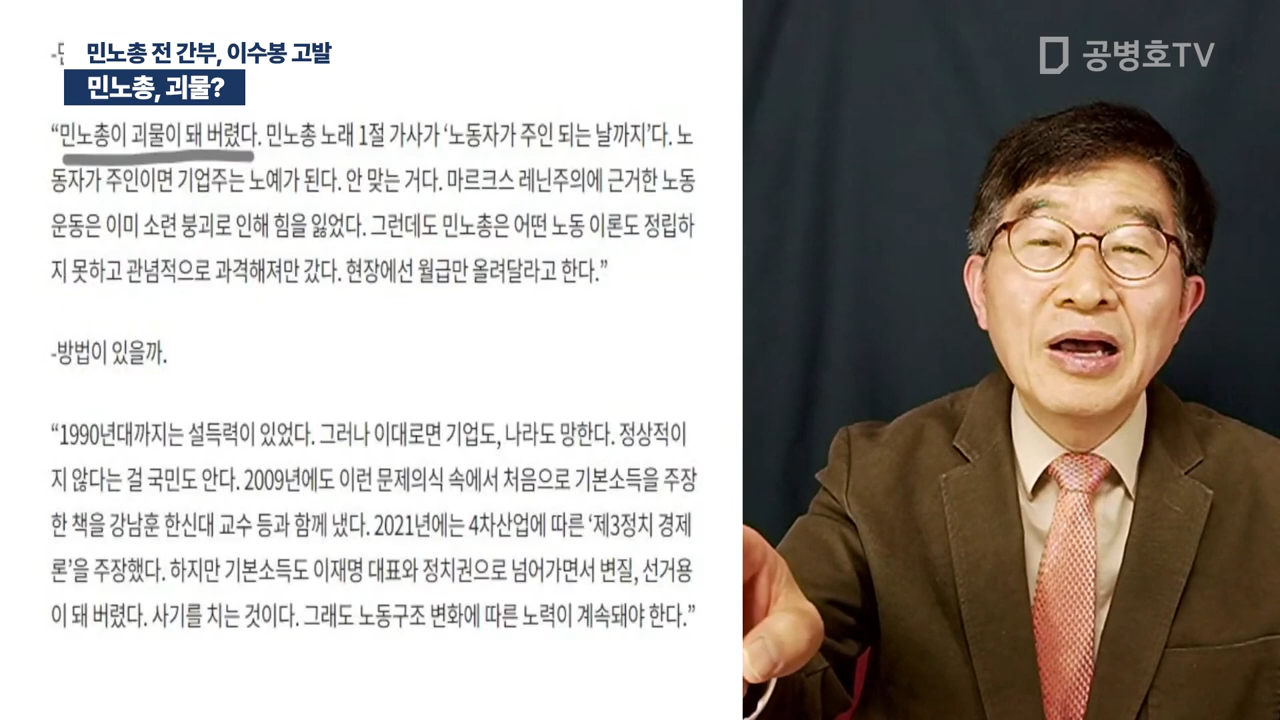 민노총 전 간부, 이수봉 고발
민노총, 괴물?
공병호TV
“민노총이 괴물이 돼 버렸다. 민노총 노래 1절 가사가 ‘노동자가 주인 되는 날까지’다. 노
동자가 주인이면 기업주는 노예가 된다. 안 맞는 거다. 마르크스 레닌주의에 근거한 노동
운동은 이미 소련 붕괴로 인해 힘을 잃었다. 그런데도 민노총은 어떤 노동 이론도 정립하
지 못하고 관념적으로 과격해져만 갔다. 현장에선 월급만 올려달라고 한다.”
-방법이 있을까.
“1990년대까지는 설득력이 있었다. 그러나 이대로면 기업도, 나라도 망한다. 정상적이
지 않다는 걸 국민도 안다. 2009년에도 이런 문제의식 속에서 처음으로 기본소득을 주장
한 책을 강남훈 한신대 교수 등과 함께 냈다. 2021년에는 4차산업에 따른 ‘제3정치 경제
론’을 주장했다. 하지만 기본소득도 이재명 대표와 정치권으로 넘어가면서 변질, 선거용
이 돼 버렸다. 사기를 치는 것이다. 그래도 노동구조 변화에 따른 노력이 계속돼야 한다.”